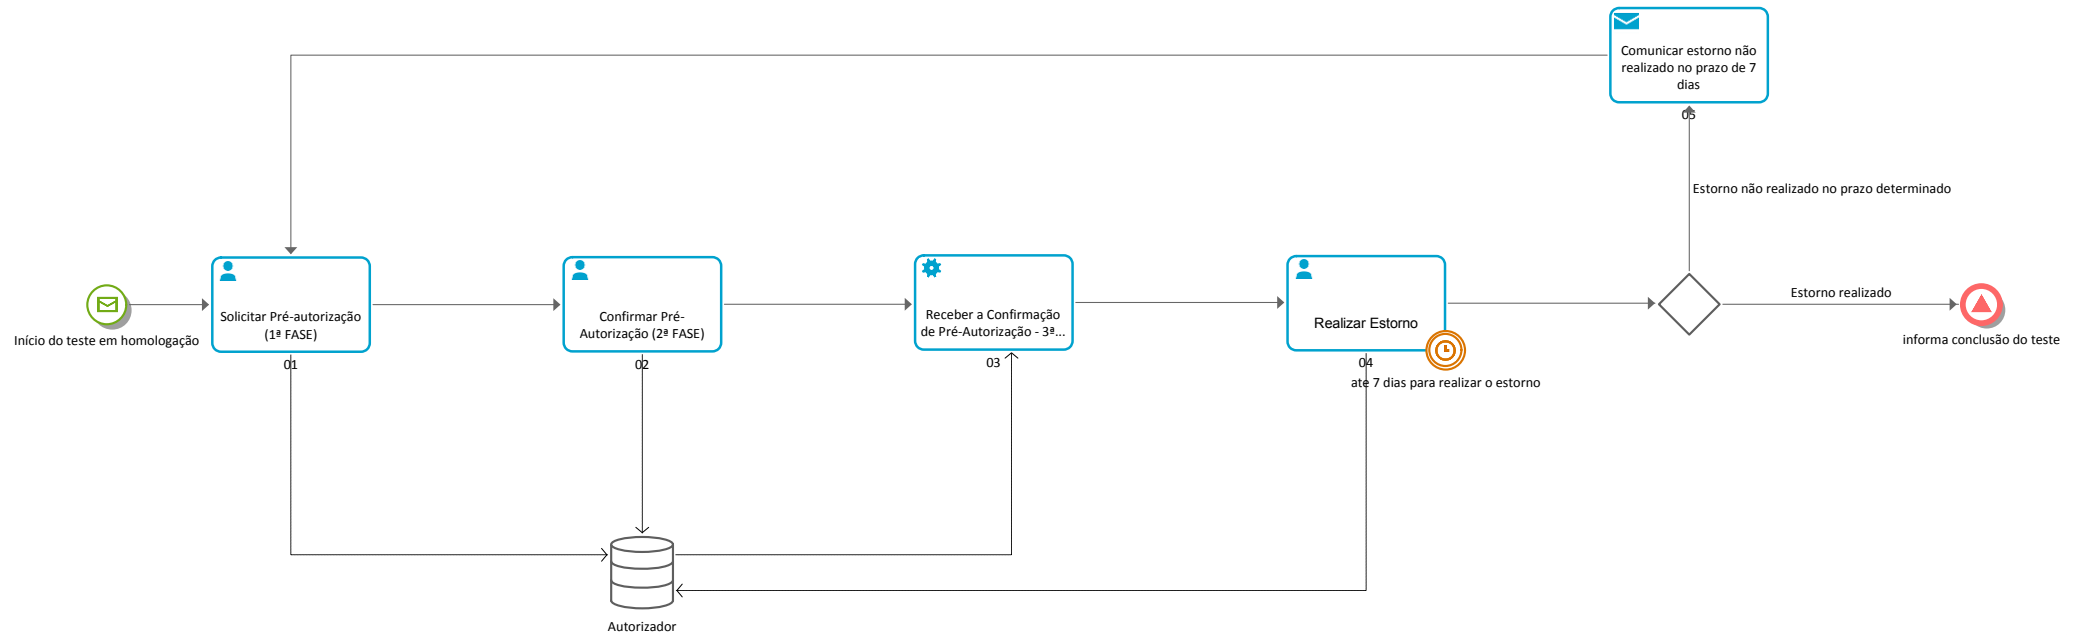 Comunicar estorno não
realizado no prazo de 7
dias
05
Estorno não realizado no prazo determinado
Início do teste em homologação
Solicitar Pré-autorização
(1ª FASE)
01
Confirmar Pré-
Autorização (2ª FASE)
02
Receber a Confirmação
de Pré-Autorização - 3ª...
03
Realizar Estorno
04
ate 7 dias para realizar o estorno
Estorno realizado
informa conclusão do teste
Autorizador